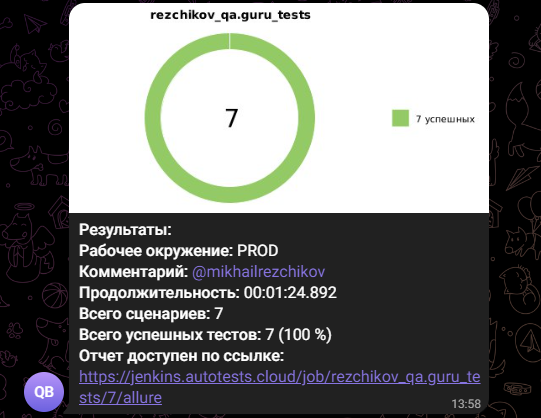 rezchikov_qa.guru_tests
7
7 успешных
Результаты:
Рабочее окружение: PROD
Комментарий: @mikhailrezchikov
Продолжительность: 00:01:24.892
Всего сценариев: 7
Всего успешных тестов: 7 (100 %)
Отчет доступен по ссылке:
https://jenkins.autotests.cloud/job/rezchikov_qa.guru_te
sts/7/allure
QB
13:58